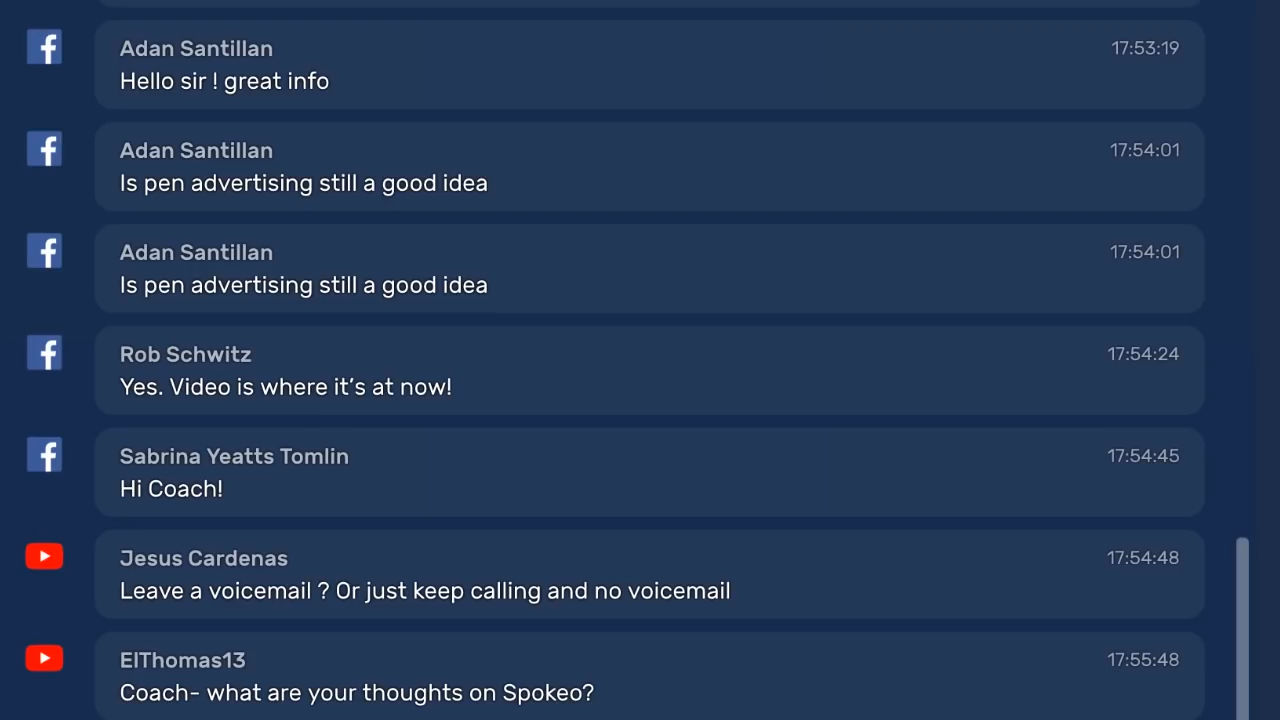 Adan Santillan 17:53:19
Hello sir ! great info
Adan Santillan 17:54:01
Is pen advertising still a good idea
Adan Santillan 17:54:01
Is pen advertising still a good idea
Rob Schwitz 17:54:24
Yes. Video is where it’s at now!
Sabrina Yeatts Tomlin 17:54:45
Hi Coach!
Jesus Cardenas 17:54:48
Leave a voicemail ? Or just keep calling and no voicemail
ElThomas13 17:55:48
Coach- what are your thoughts on Spokeo?